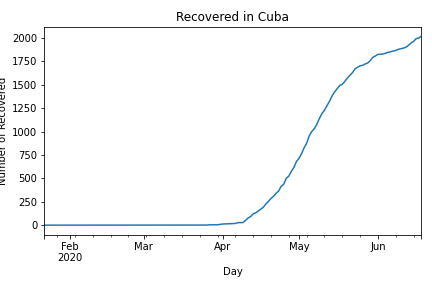 Recovered in Cuba
Number of Recovered
2000
1750
1500
1250
1000
750
500
250
0
Feb
2020
Mar
Apr
May
Jun
Day